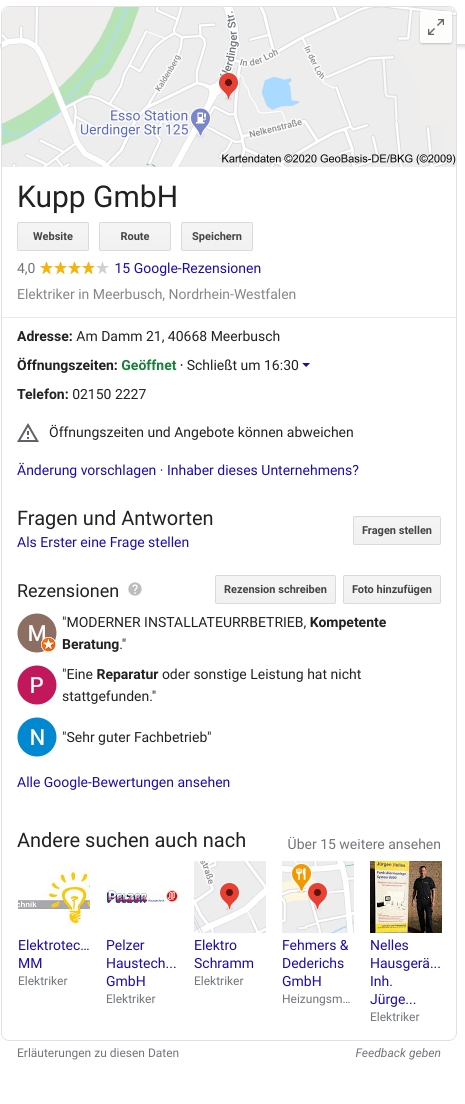 Uerdinger Str.
Kaldenberg
In der Loh
In der Loh
Esso Station
Uerdinger Str 125
Nelkenstraße
Kartendaten ©2020 GeoBasis-DE/BKG (©2009)
Kupp GmbH
Website Route Speichern
4,0 15 Google-Rezensionen
Elektriker in Meerbusch, Nordrhein-Westfalen
Adresse: Am Damm 21, 40668 Meerbusch
Öffnungszeiten: Geöffnet · Schließt um 16:30
Telefon: 02150 2227
Öffnungszeiten und Angebote können abweichen
Änderung vorschlagen · Inhaber dieses Unternehmens?
Fragen und Antworten
Fragen stellen
Als Erster eine Frage stellen
Rezensionen ? Rezension schreiben Foto hinzufügen
M "MODERNER INSTALLATEURRBETRIEB, Kompetente
Beratung."
P "Eine Reparatur oder sonstige Leistung hat nicht
stattgefunden."
N "Sehr guter Fachbetrieb"
Alle Google-Bewertungen ansehen
Andere suchen auch nach Über 15 weitere ansehen
chnik
PELZER
straße
Jürgen Nelles
Elektrotec...
MM
Elektriker
Pelzer
Haustech...
GmbH
Elektriker
Elektro
Schramm
Elektriker
Fehmers &
Dederichs
GmbH
Heizungsm...
Nelles
Hausgerä...
Inh.
Jürge...
Elektriker
Erläuterungen zu diesen Daten Feedback geben